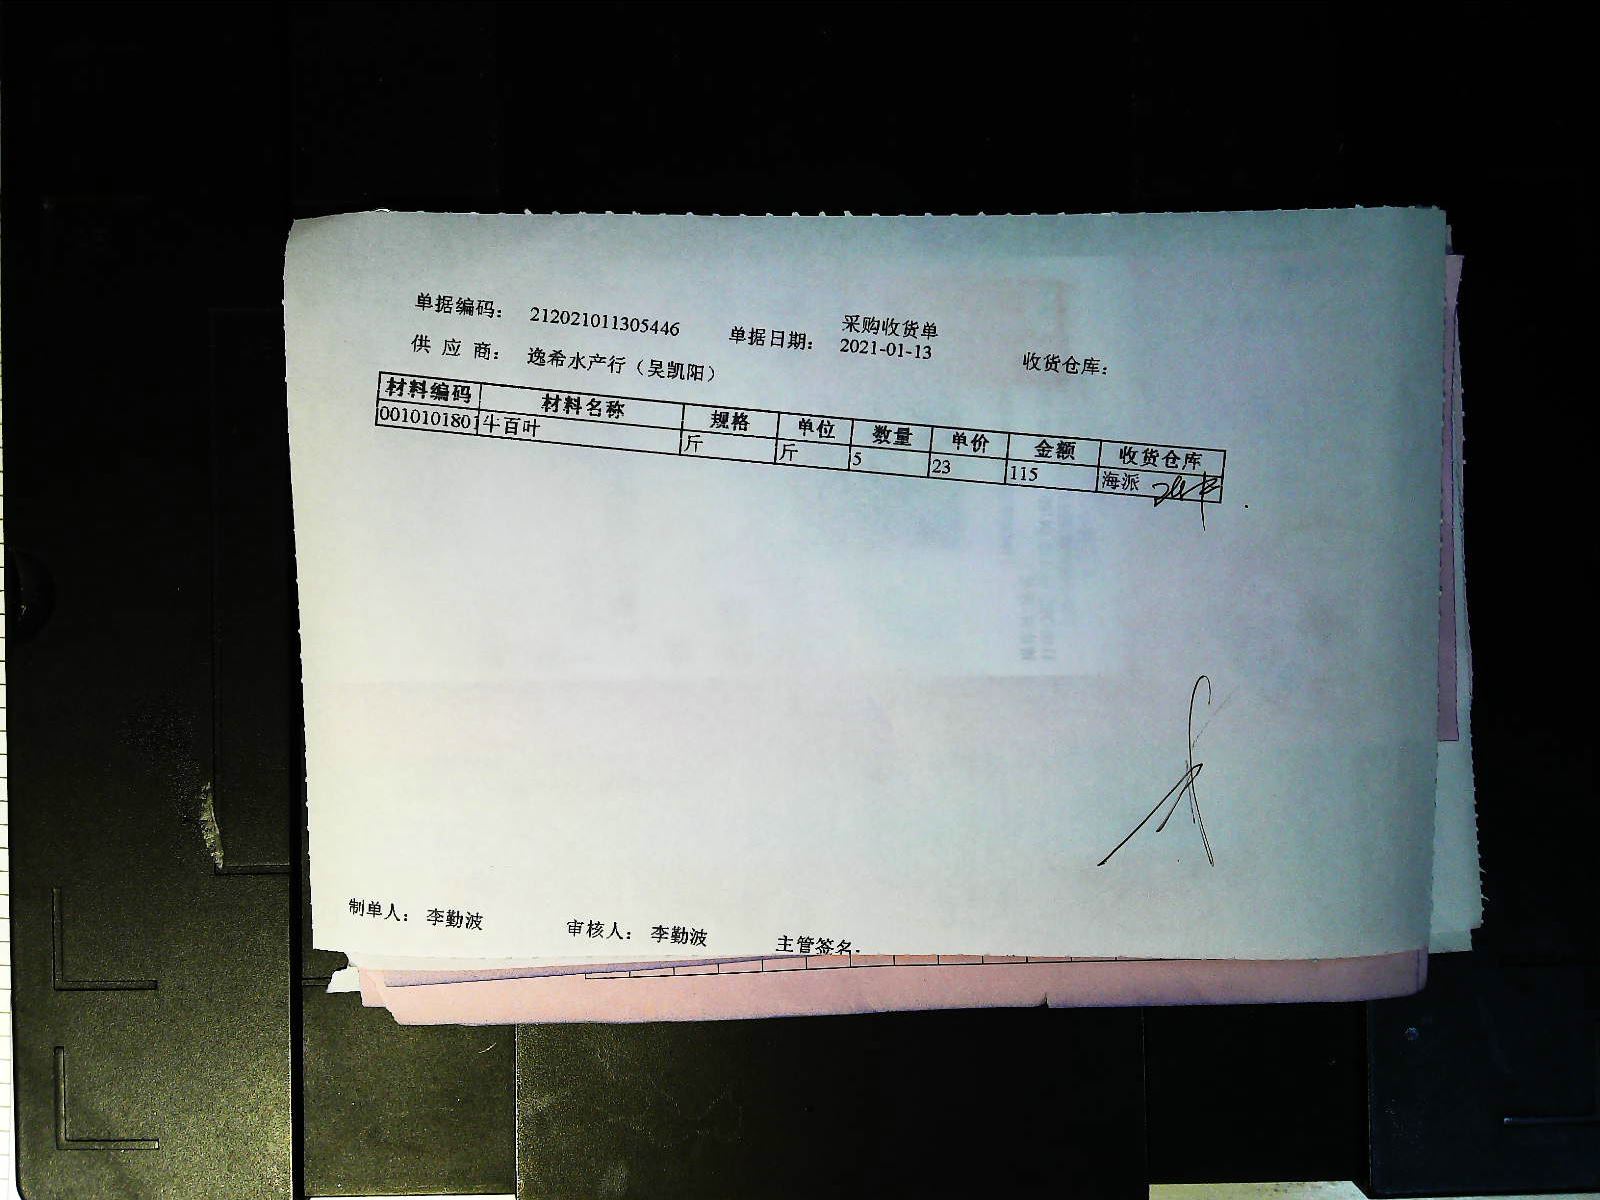 采购收货单
单据编码： 212021011305446 单据日期： 2021-01-13 收货仓库：
供 应 商： 逸希水产行（吴凯阳）
材料编码 材料名称 规格 单位 数量 单价 金额 收货仓库
0010101801 牛百叶 斤 斤 5 23 115 海派
制单人： 李勤波 审核人： 李勤波 主管签名：